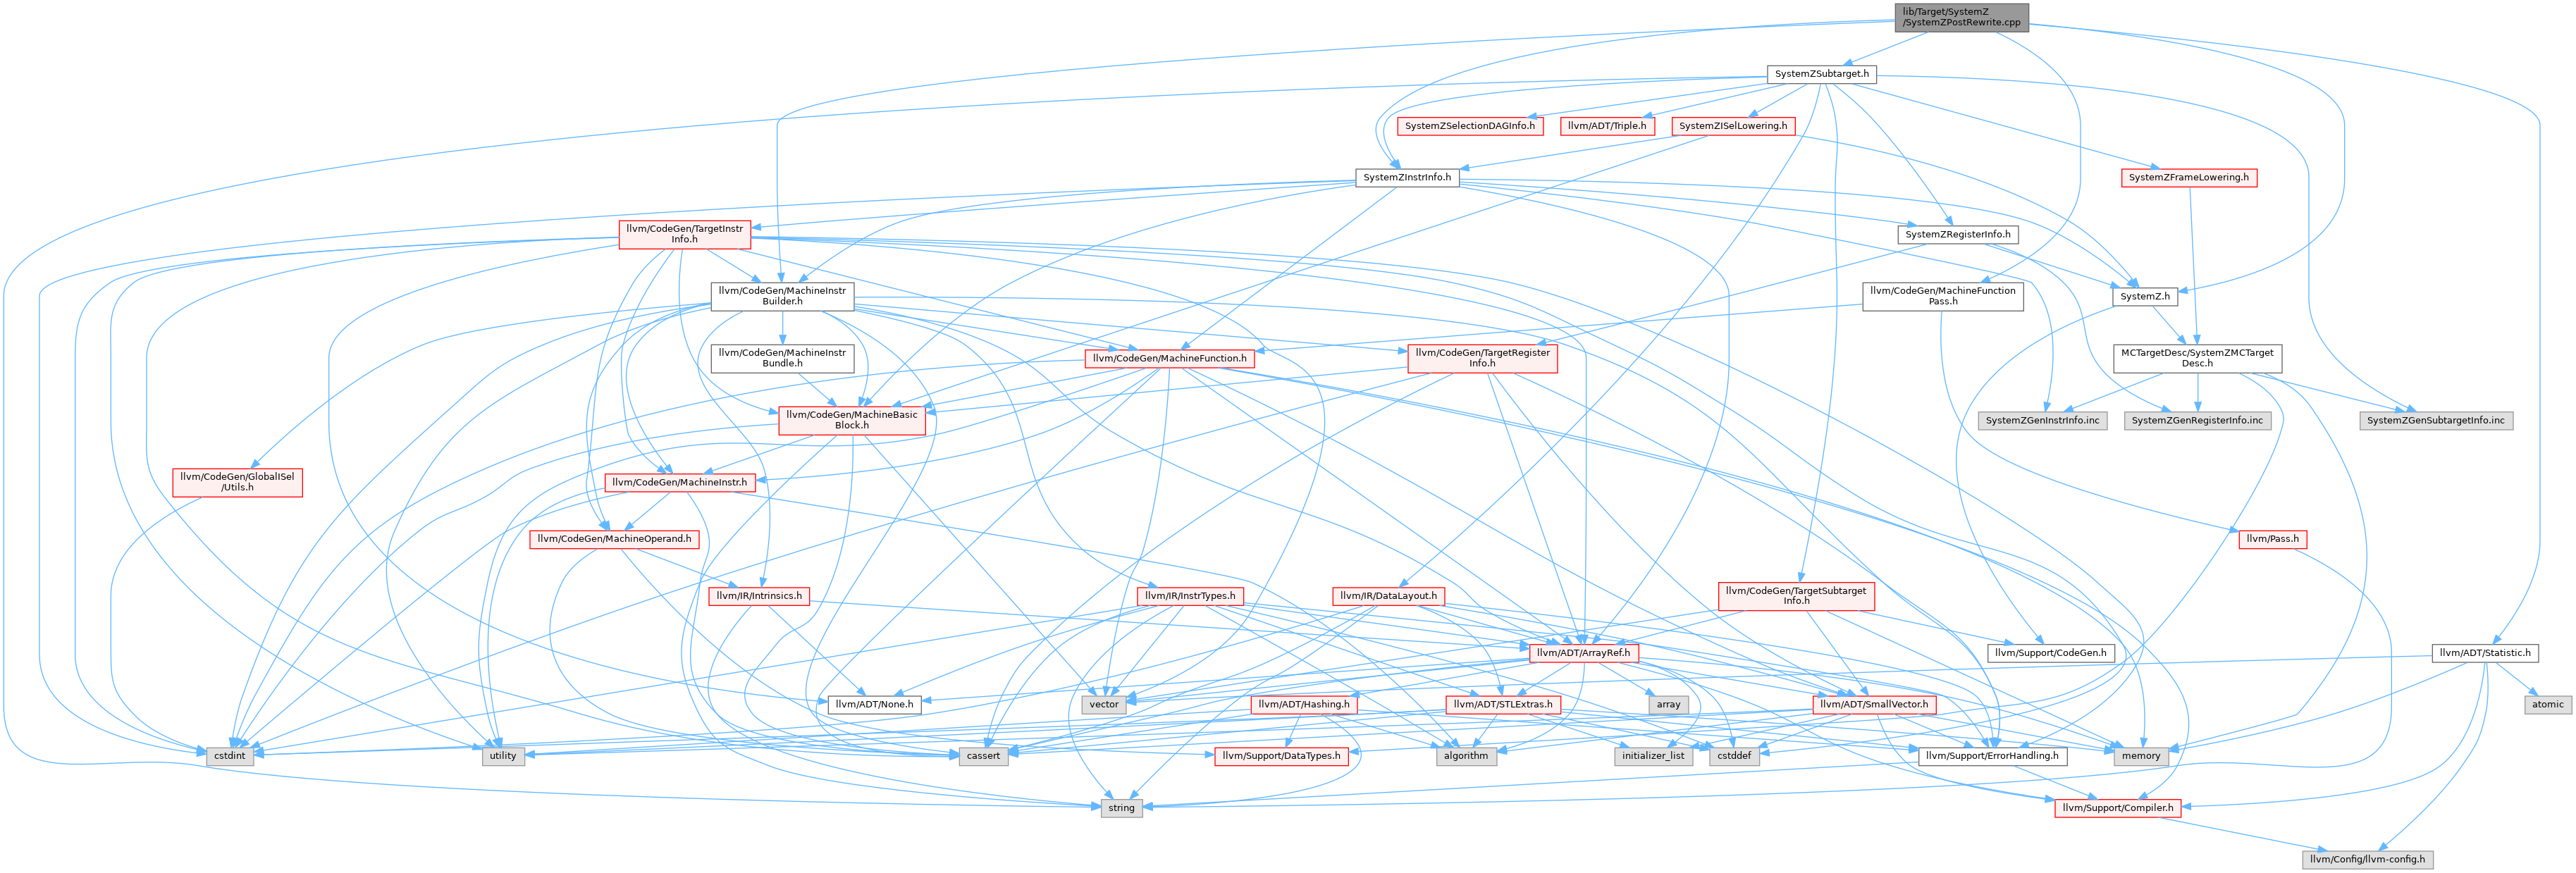 lib/Target/SystemZ
/SystemZPostRewrite.cpp
SystemZSubtarget.h
SystemZSelectionDAGInfo.h
llvm/ADT/Triple.h
SystemZISelLowering.h
SystemZInstrInfo.h
SystemZFrameLowering.h
llvm/CodeGen/TargetInstr
Info.h
SystemZRegisterInfo.h
llvm/CodeGen/MachineInstr
Builder.h
llvm/CodeGen/MachineFunction
Pass.h
SystemZ.h
llvm/CodeGen/MachineInstr
Bundle.h
llvm/CodeGen/MachineFunction.h
llvm/CodeGen/TargetRegister
Info.h
MCTargetDesc/SystemZMCTarget
Desc.h
llvm/CodeGen/MachineBasic
Block.h
SystemZGenInstrInfo.inc
SystemZGenRegisterInfo.inc
SystemZGenSubtargetInfo.inc
llvm/CodeGen/GlobalISel
/Utils.h
llvm/CodeGen/MachineInstr.h
llvm/CodeGen/MachineOperand.h
llvm/Pass.h
llvm/IR/Intrinsics.h
llvm/IR/InstrTypes.h
llvm/IR/DataLayout.h
llvm/CodeGen/TargetSubtarget
Info.h
llvm/ADT/ArrayRef.h
llvm/Support/CodeGen.h
llvm/ADT/Statistic.h
llvm/ADT/None.h
vector
llvm/ADT/Hashing.h
llvm/ADT/STLExtras.h
array
llvm/ADT/SmallVector.h
atomic
cstdint
utility
cassert
llvm/Support/DataTypes.h
algorithm
initializer_list
cstddef
llvm/Support/ErrorHandling.h
memory
string
llvm/Support/Compiler.h
llvm/Config/llvm-config.h